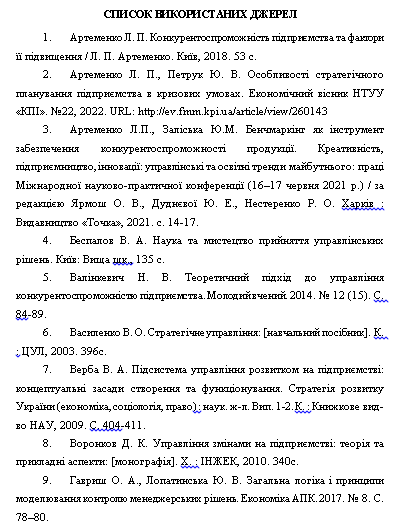 СПИСОК ВИКОРИСТАНИХ ДЖЕРЕЛ
1. Артеменко Л. П. Конкурентоспроможність підприємства та фактори
її підвищення / Л. П. Артеменко. Київ, 2018. 53 с.
2. Артеменко Л. П., Петрук Ю. В. Особливості стратегічного
планування підприємства в кризових умовах. Економічний вісник НТУУ
«КПІ». №22, 2022. URL: http://ev.fmm.kpi.ua/article/view/260143
3. Артеменко Л.П., Заліська Ю.М. Бенчмаркінг як інструмент
забезпечення конкурентоспроможності продукції. Креативність,
підприємництво, інновації: управлінські та освітні тренди майбутнього: праці
Міжнародної науково-практичної конференції (16–17 червня 2021 р.) / за
редакцією Ярмош О. В., Дуднєвої Ю. Е., Нестеренко Р. О. Харків :
Видавництво «Точка», 2021. с. 14-17.
4. Беспалов В. А. Наука та мистецтво прийняття управлінських
рішень. Київ: Вища шк., 135 с.
5. Валінкевич Н. В. Теоретичний підхід до управління
конкурентоспроможністю підприємства. Молодий вчений. 2014. № 12 (15). С.
84-89.
6. Василенко В. О. Стратегічне управління: [навчальний посібник]. К.
: ЦУЛ, 2003. 396с.
7. Верба В. А. Підсистема управління розвитком на підприємстві:
концептуальні засади створення та функціонування. Стратегія розвитку
України (економіка, соціологія, право) : наук. ж-л. Вип. 1-2. К. : Книжкове вид-
во НАУ, 2009. С. 404-411.
8. Воронков Д. К. Управління змінами на підприємстві: теорія та
прикладні аспекти: [монографія]. Х. : ІНЖЕК, 2010. 340с.
9. Гавриш О. А., Лопатинська Ю. В. Загальна логіка і принципи
моделювання контролю менеджерських рішень. Економіка АПК. 2017. № 8. С.
78–80.